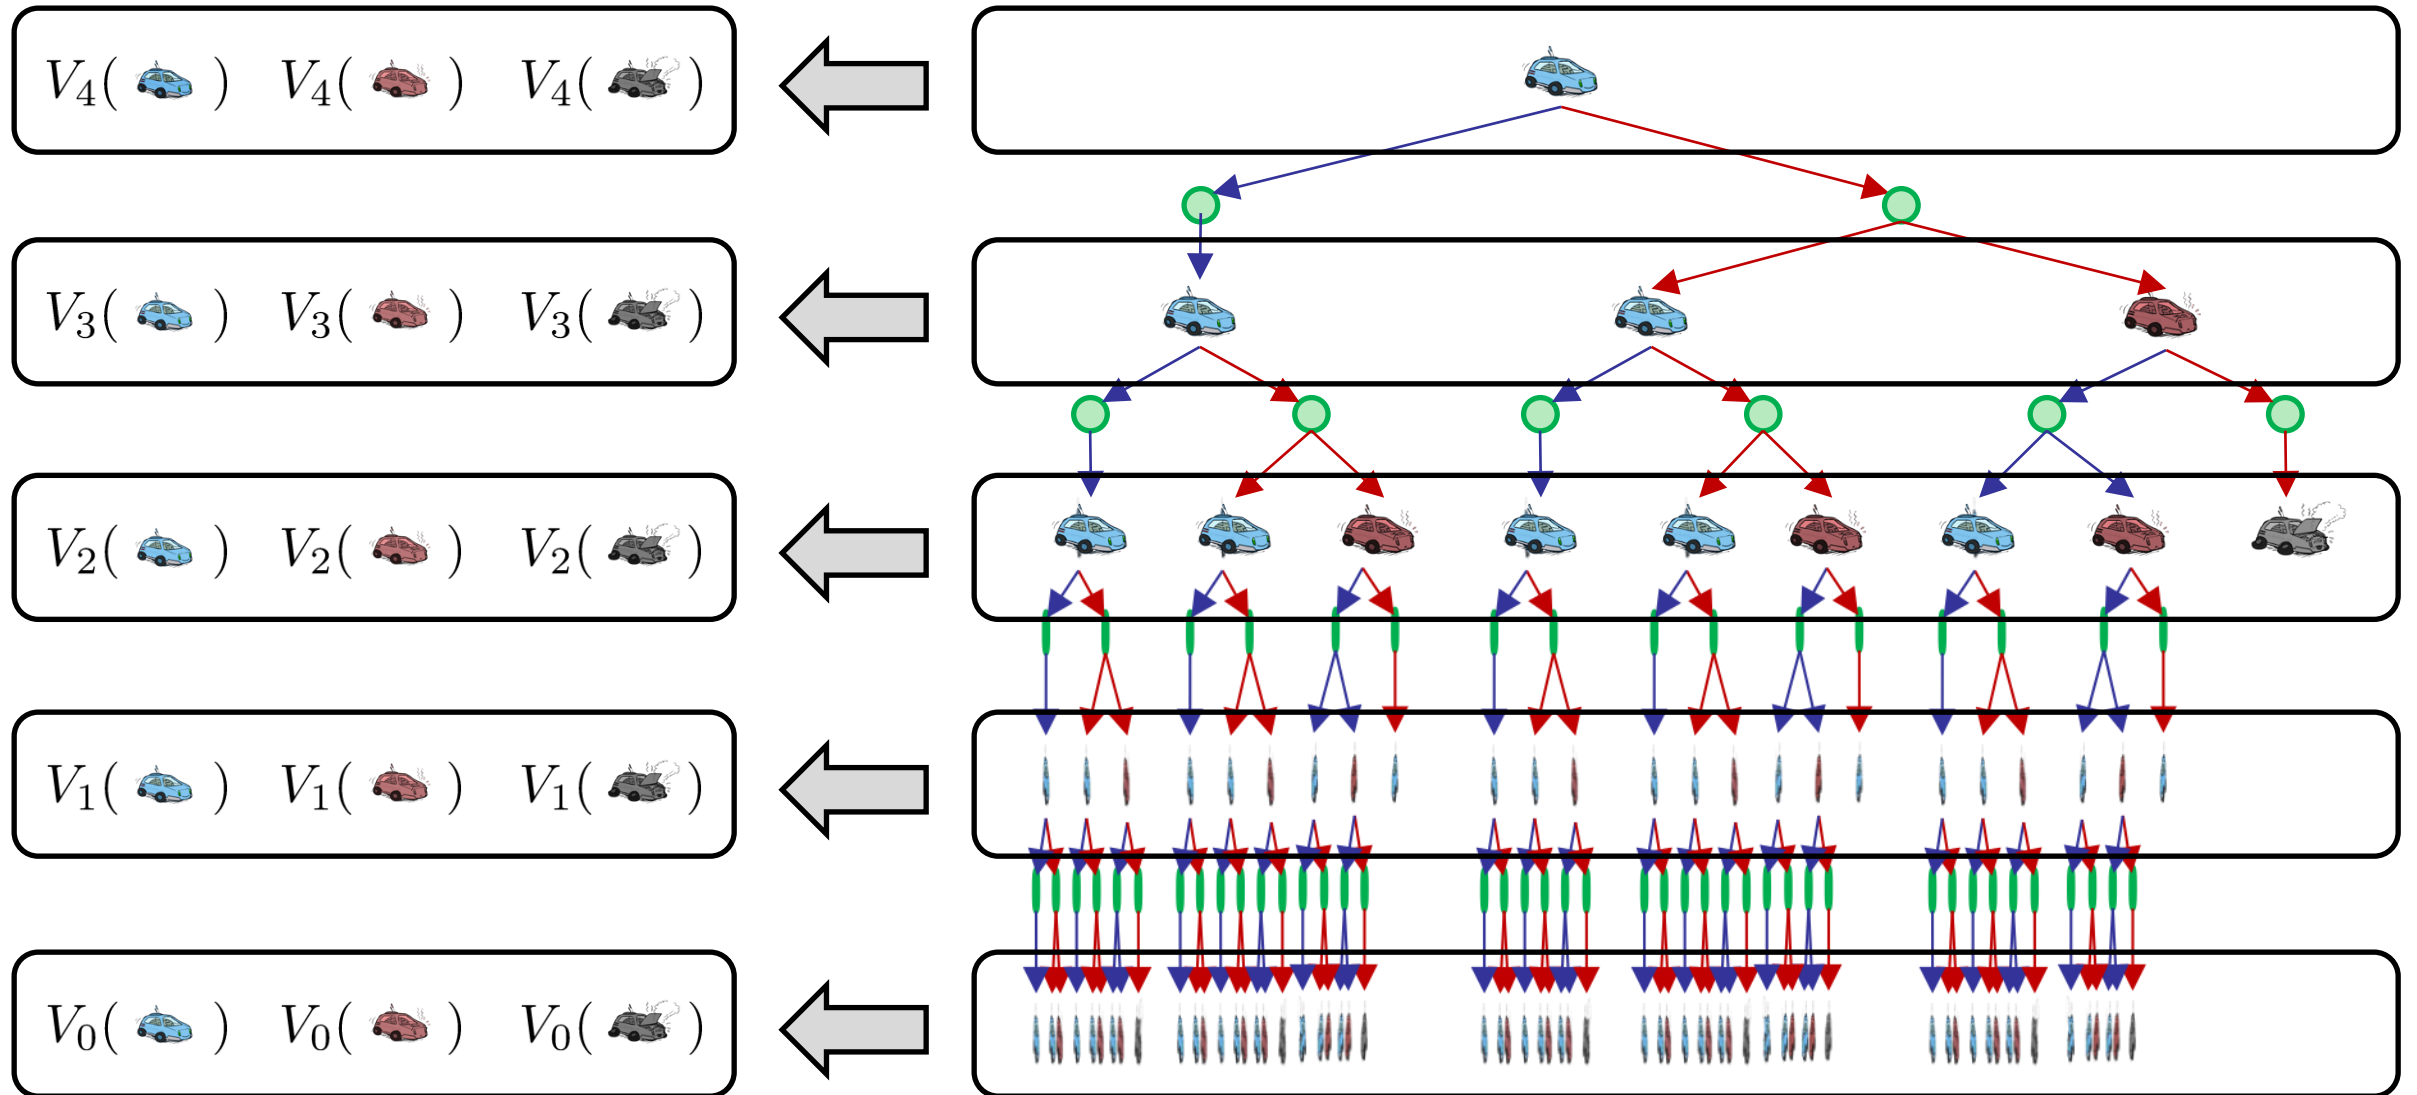 V₄( ) V₄( ) V₄( )
V₃( ) V₃( ) V₃( )
V₂( ) V₂( ) V₂( )
V₁( ) V₁( ) V₁( )
V₀( ) V₀( ) V₀( )